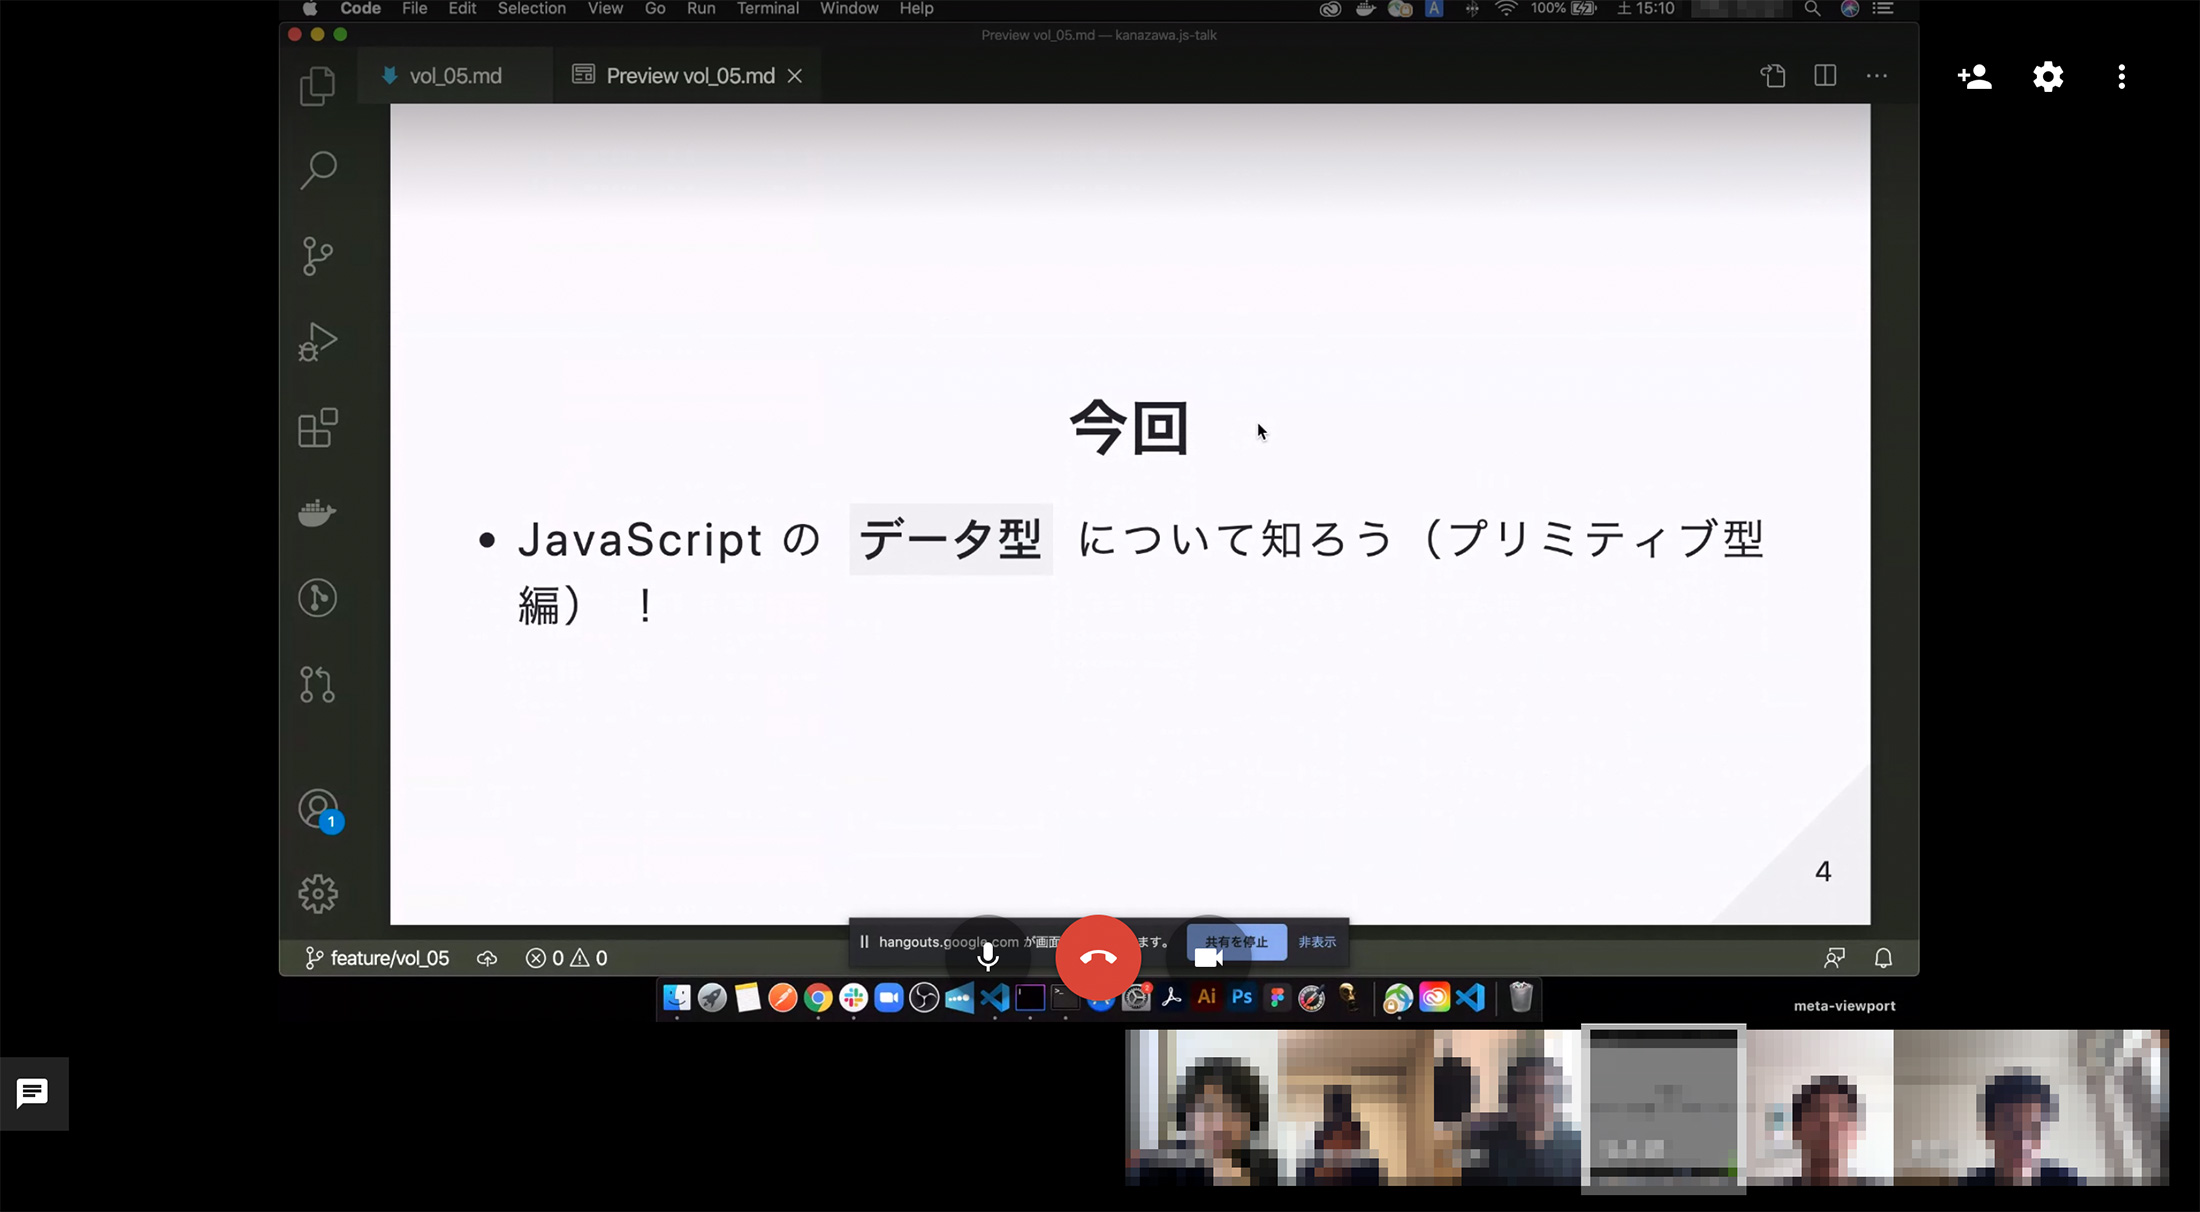 Code File Edit Selection View Go Run Terminal Window Help
A 100% 土 15:10
Preview vol_05.md — kanazawa.js-talk
vol_05.md Preview vol_05.md
今回
• JavaScript の データ型 について知ろう（プリミティブ型
編） ！
1
4
hangouts.google.com が画面 ます。 共有を停止 非表示
feature/vol_05 0 0
2 Ai Ps
meta-viewport